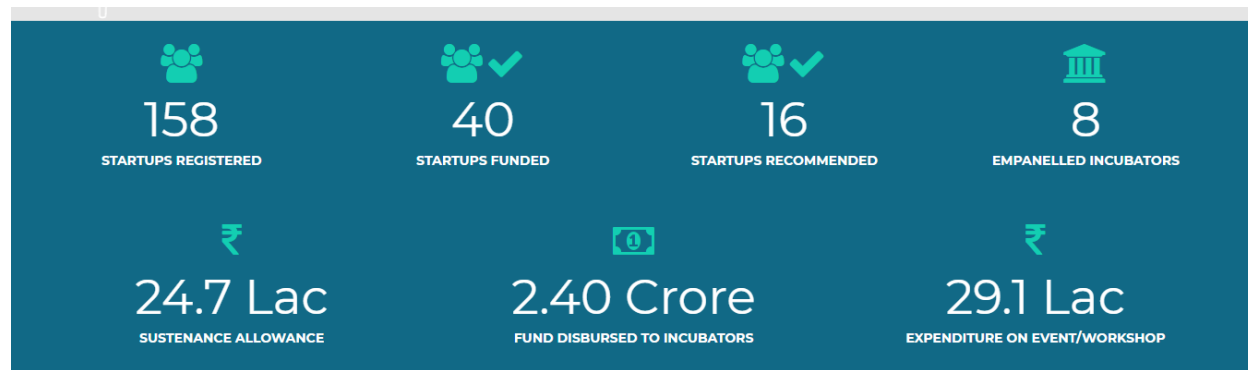 158
STARTUPS REGISTERED
40
STARTUPS FUNDED
16
STARTUPS RECOMMENDED
8
EMPANELLED INCUBATORS
₹
24.7 Lac
SUSTENANCE ALLOWANCE
1
2.40 Crore
FUND DISBURSED TO INCUBATORS
₹
29.1 Lac
EXPENDITURE ON EVENT/WORKSHOP